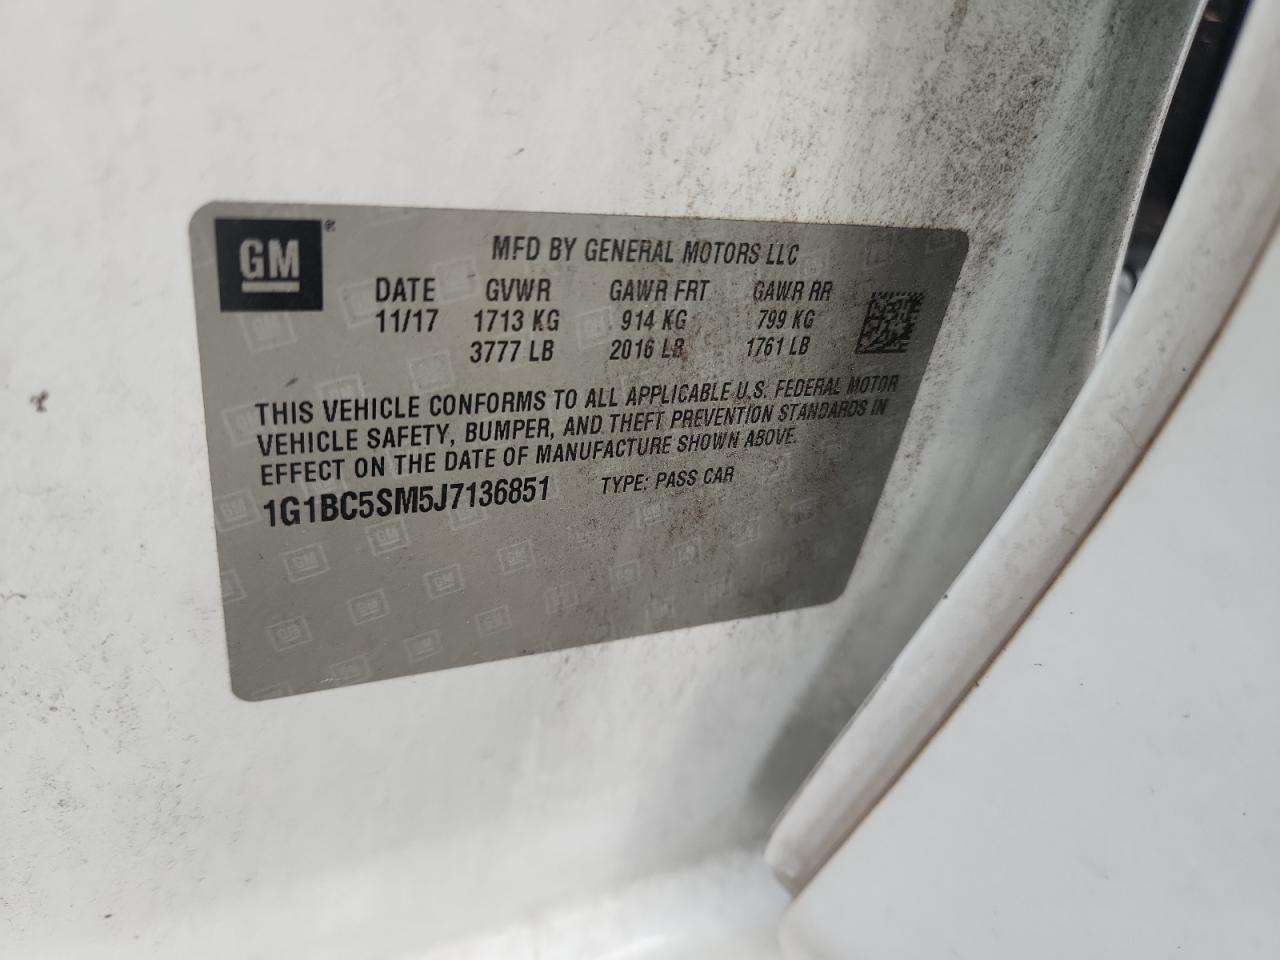 GM®
MFD BY GENERAL MOTORS LLC
DATE GVWR GAWR FRT GAWR RR
11/17 1713 KG 914 KG 799 KG
3777 LB 2016 LB 1761 LB
THIS VEHICLE CONFORMS TO ALL APPLICABLE U.S. FEDERAL MOTOR
VEHICLE SAFETY, BUMPER, AND THEFT PREVENTION STANDARDS IN
EFFECT ON THE DATE OF MANUFACTURE SHOWN ABOVE.
1G1BC5SM5J7136851 TYPE: PASS CAR